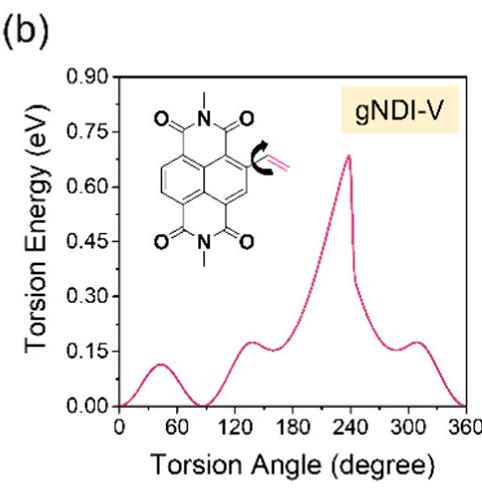 (b)
gNDI-V
Torsion Energy (eV)
0.90
0.75
0.60
0.45
0.30
0.15
0.00
O N O
O N O
0 60 120 180 240 300 360
Torsion Angle (degree)